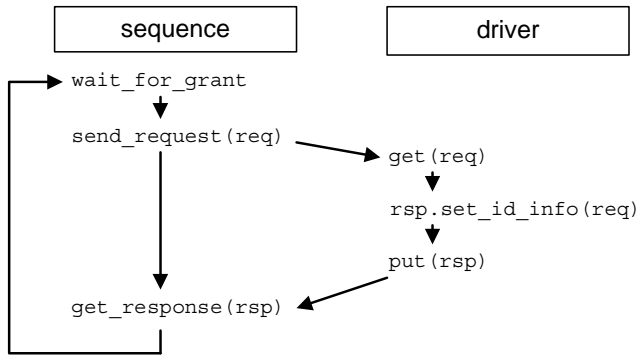 sequence
driver
wait_for_grant
send_request(req)
get(req)
rsp.set_id_info(req)
put(rsp)
get_response(rsp)